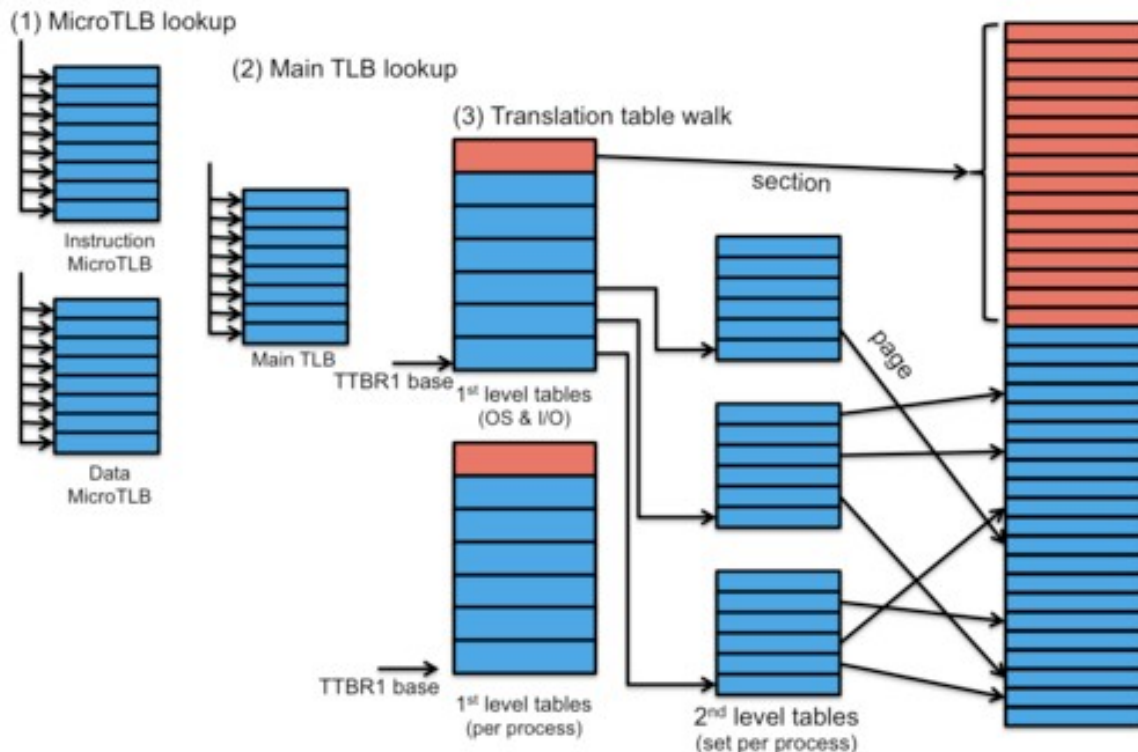 (1) MicroTLB lookup
(2) Main TLB lookup
(3) Translation table walk
section
page
Instruction
MicroTLB
Main TLB
TTBR1 base
1st level tables
(OS & I/O)
Data
MicroTLB
TTBR1 base
1st level tables
(per process)
2nd level tables
(set per process)